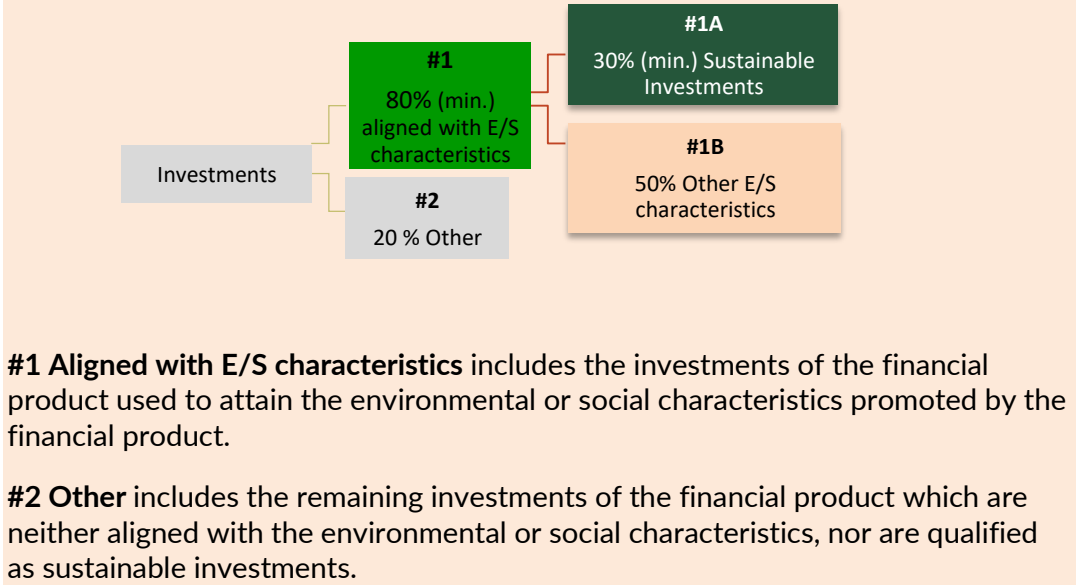 #1A
30% (min.) Sustainable
Investments
#1
80% (min.)
aligned with E/S
characteristics
#1B
50% Other E/S
characteristics
Investments
#2
20 % Other
#1 Aligned with E/S characteristics includes the investments of the financial
product used to attain the environmental or social characteristics promoted by the
financial product.
#2 Other includes the remaining investments of the financial product which are
neither aligned with the environmental or social characteristics, nor are qualified
as sustainable investments.